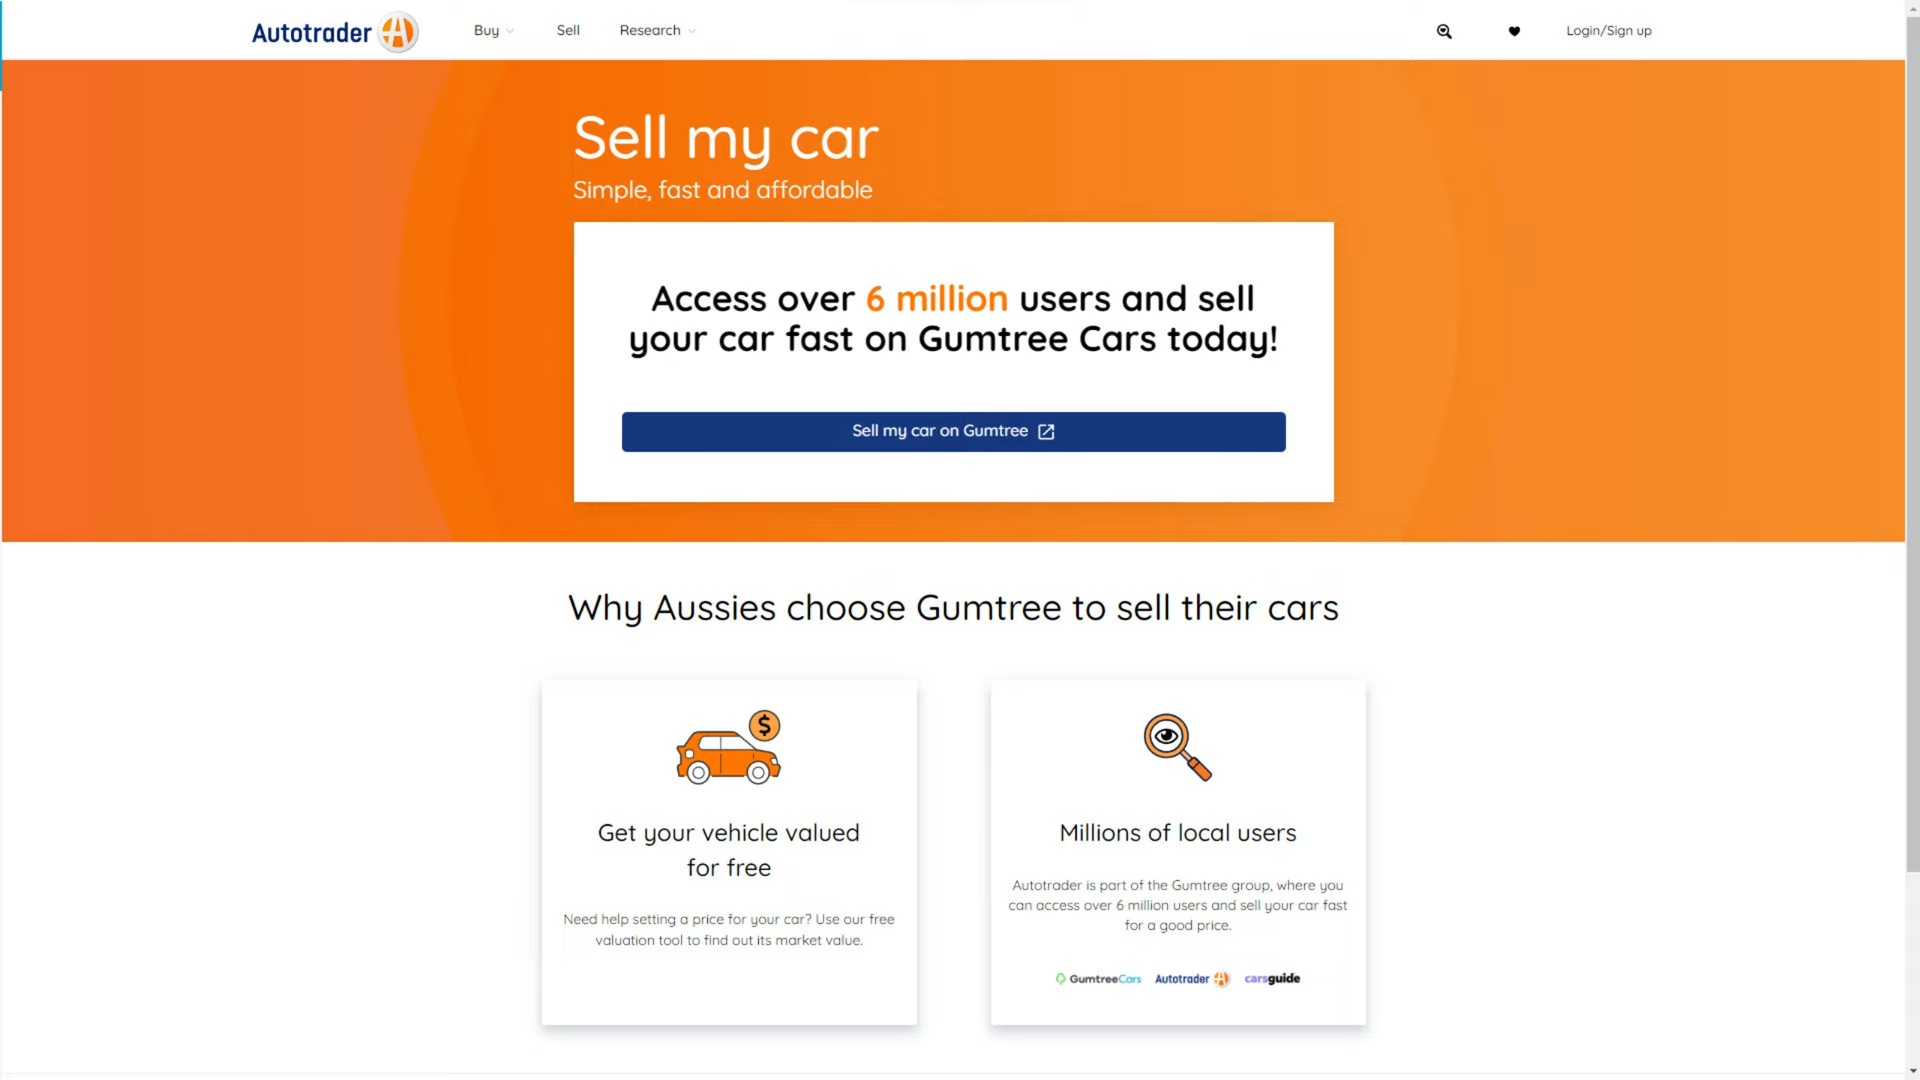 Autotrader
Buy
Sell
Research
Login/Sign up
Sell my car
Simple, fast and affordable
Access over 6 million users and sell
your car fast on Gumtree Cars today!
Sell my car on Gumtree
Why Aussies choose Gumtree to sell their cars
$
Get your vehicle valued
for free
Need help setting a price for your car? Use our free
valuation tool to find out its market value.
Millions of local users
Autotrader is part of the Gumtree group, where you
can access over 6 million users and sell your car fast
for a good price.
GumtreeCars Autotrader carsguide